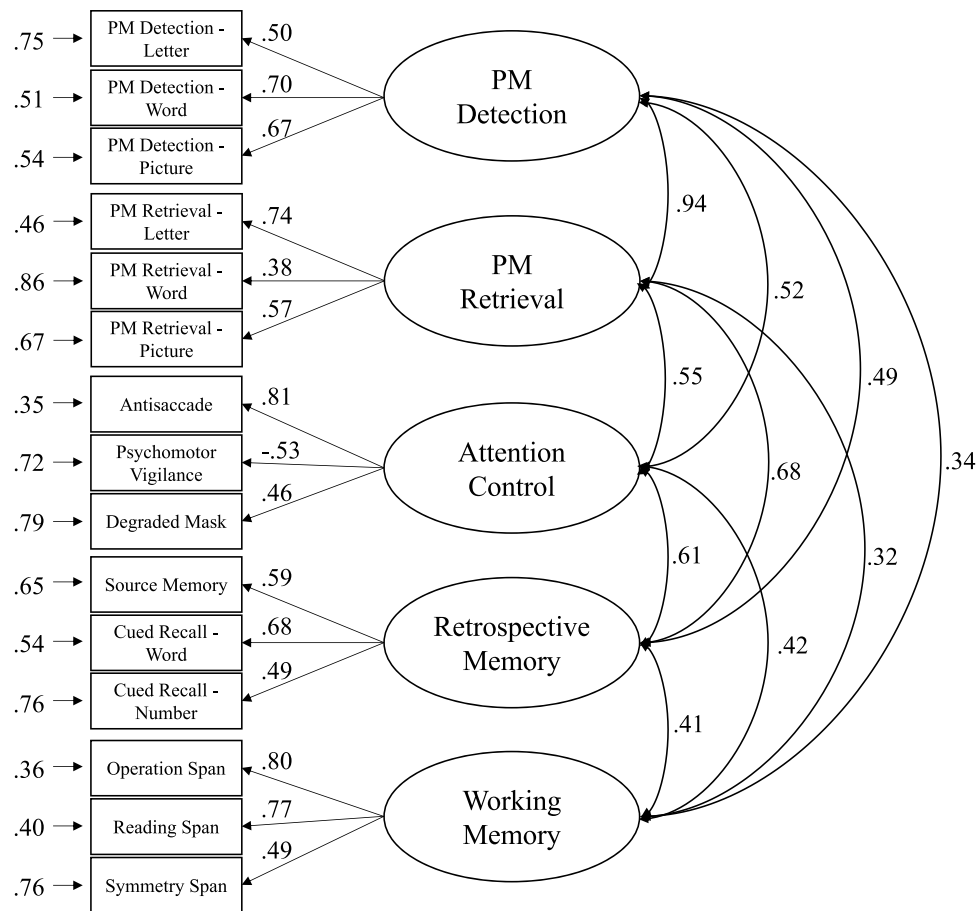 .75
PM Detection -
Letter
.50
.51
PM Detection -
Word
.70
.54
PM Detection -
Picture
.67
PM
Detection
.94
.46
PM Retrieval -
Letter
.74
.86
PM Retrieval -
Word
.38
.67
PM Retrieval -
Picture
.57
PM
Retrieval
.52
.49
.55
.34
.35
Antisaccade
.81
.72
Psychomotor
Vigilance
-.53
.79
Degraded Mask
.46
Attention
Control
.68
.61
.32
.65
Source Memory
.59
.54
Cued Recall -
Word
.68
.76
Cued Recall -
Number
.49
Retrospective
Memory
.42
.41
.36
Operation Span
.80
.40
Reading Span
.77
.76
Symmetry Span
.49
Working
Memory